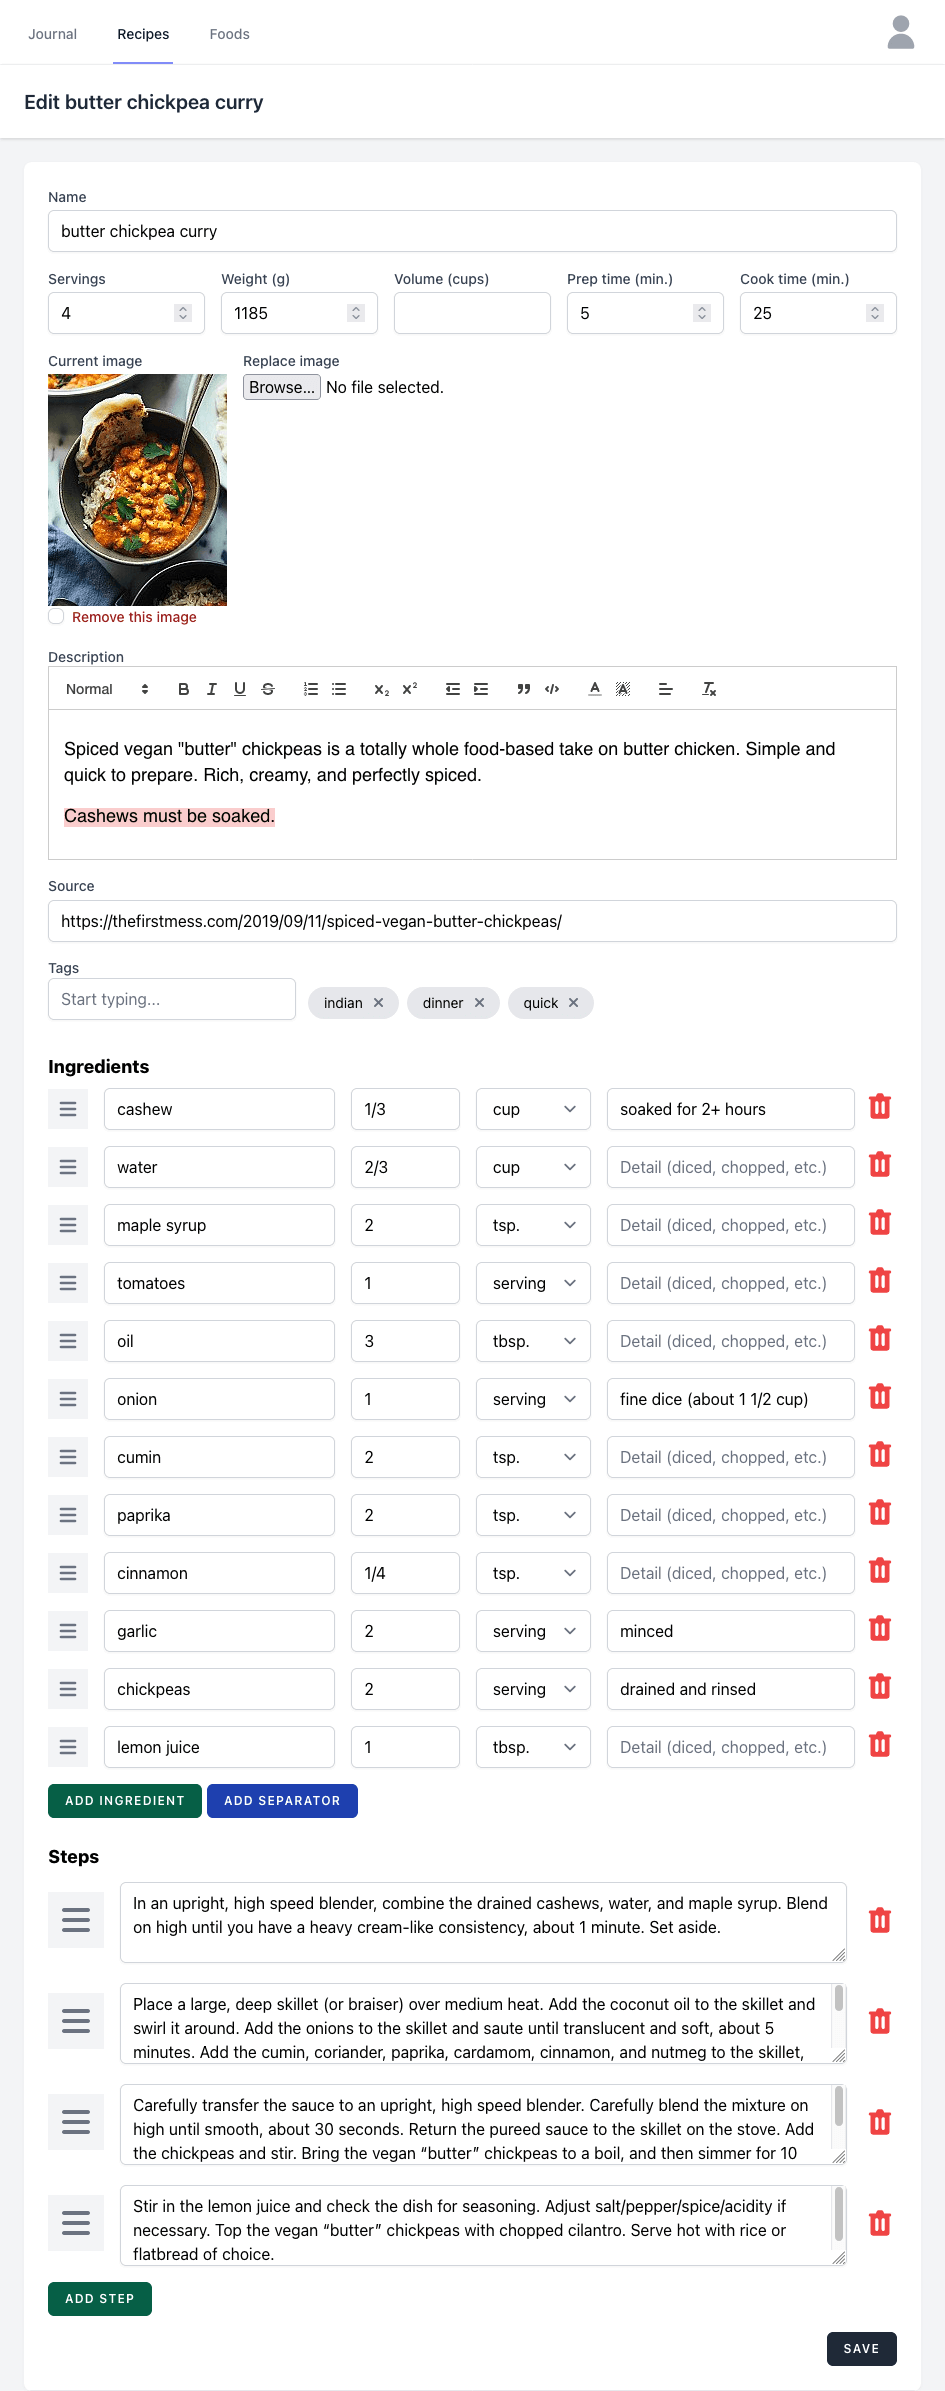 Journal Recipes Foods
Edit butter chickpea curry
Name
butter chickpea curry
Servings Weight (g) Volume (cups) Prep time (min.) Cook time (min.)
4 1185 5 25
Current image Replace image
Browse... No file selected.
Remove this image
Description
Normal
Spiced vegan "butter" chickpeas is a totally whole food-based take on butter chicken. Simple and
quick to prepare. Rich, creamy, and perfectly spiced.
Cashews must be soaked.
Source
https://thefirstmess.com/2019/09/11/spiced-vegan-butter-chickpeas/
Tags
Start typing... indian dinner quick
Ingredients
cashew 1/3 cup soaked for 2+ hours
water 2/3 cup Detail (diced, chopped, etc.)
maple syrup 2 tsp. Detail (diced, chopped, etc.)
tomatoes 1 serving Detail (diced, chopped, etc.)
oil 3 tbsp. Detail (diced, chopped, etc.)
onion 1 serving fine dice (about 1 1/2 cup)
cumin 2 tsp. Detail (diced, chopped, etc.)
paprika 2 tsp. Detail (diced, chopped, etc.)
cinnamon 1/4 tsp. Detail (diced, chopped, etc.)
garlic 2 serving minced
chickpeas 2 serving drained and rinsed
lemon juice 1 tbsp. Detail (diced, chopped, etc.)
ADD INGREDIENT ADD SEPARATOR
Steps
In an upright, high speed blender, combine the drained cashews, water, and maple syrup. Blend
on high until you have a heavy cream-like consistency, about 1 minute. Set aside.
Place a large, deep skillet (or braiser) over medium heat. Add the coconut oil to the skillet and
swirl it around. Add the onions to the skillet and saute until translucent and soft, about 5
minutes. Add the cumin, coriander, paprika, cardamom, cinnamon, and nutmeg to the skillet,
Carefully transfer the sauce to an upright, high speed blender. Carefully blend the mixture on
high until smooth, about 30 seconds. Return the pureed sauce to the skillet on the stove. Add
the chickpeas and stir. Bring the vegan “butter” chickpeas to a boil, and then simmer for 10
Stir in the lemon juice and check the dish for seasoning. Adjust salt/pepper/spice/acidity if
necessary. Top the vegan “butter” chickpeas with chopped cilantro. Serve hot with rice or
flatbread of choice.
ADD STEP
SAVE